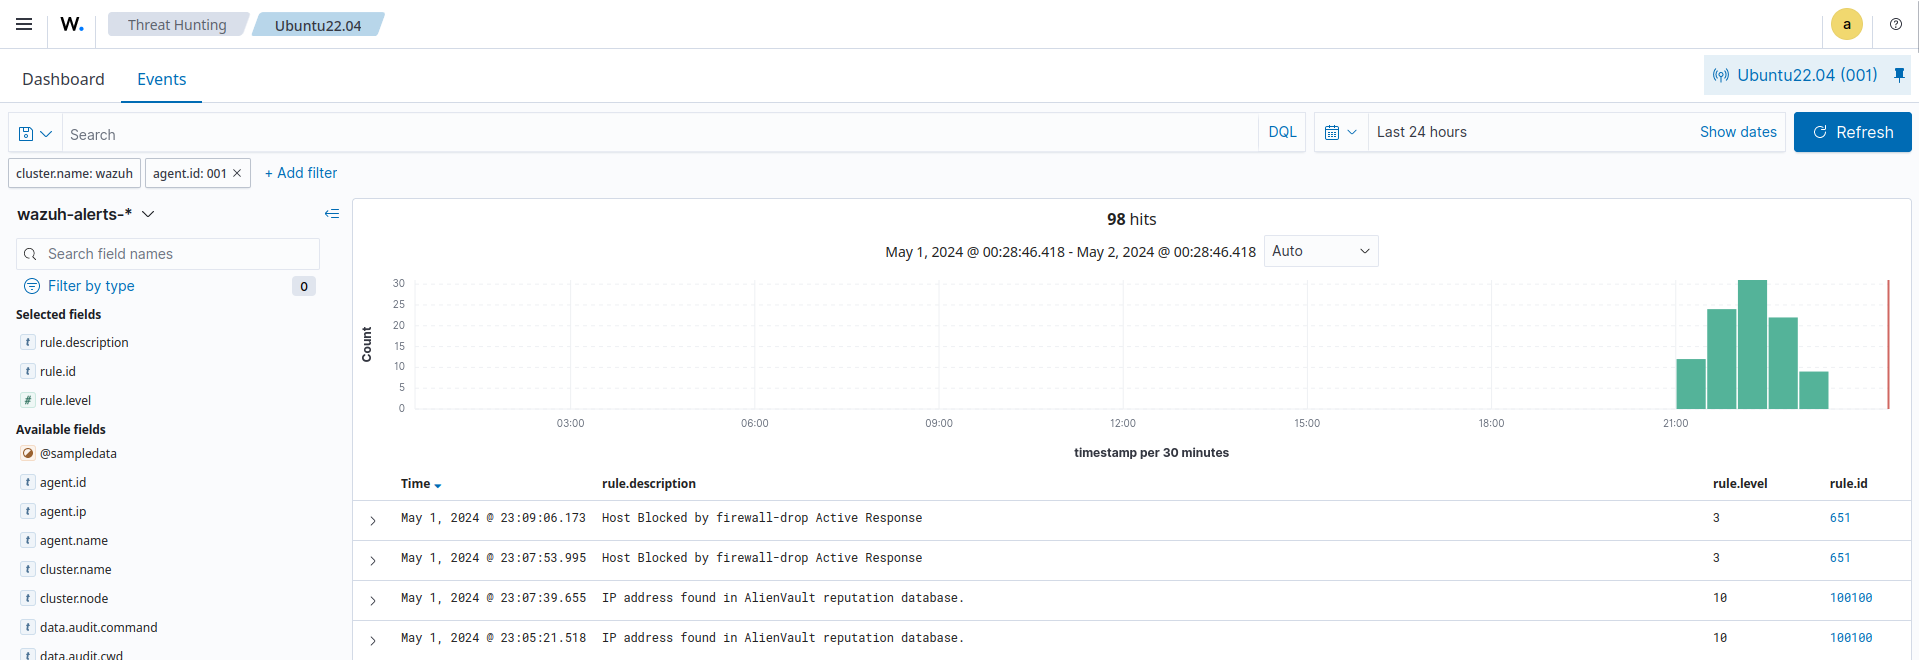 W. Threat Hunting Ubuntu22.04 a
Dashboard Events Ubuntu22.04 (001)
Search DQL Last 24 hours Show dates Refresh
cluster.name: wazuh agent.id: 001 + Add filter
wazuh-alerts-*
Search field names
Filter by type 0
Selected fields
t rule.description
t rule.id
# rule.level
Available fields
@sampledata
t agent.id
t agent.ip
t agent.name
t cluster.name
t cluster.node
t data.audit.command
t data.audit.cwd
98 hits
May 1, 2024 @ 00:28:46.418 - May 2, 2024 @ 00:28:46.418 Auto
Count
30
25
20
15
10
5
0
03:00 06:00 09:00 12:00 15:00 18:00 21:00
timestamp per 30 minutes
Time rule.description rule.level rule.id
May 1, 2024 @ 23:09:06.173 Host Blocked by firewall-drop Active Response 3 651
May 1, 2024 @ 23:07:53.995 Host Blocked by firewall-drop Active Response 3 651
May 1, 2024 @ 23:07:39.655 IP address found in AlienVault reputation database. 10 100100
May 1, 2024 @ 23:05:21.518 IP address found in AlienVault reputation database. 10 100100